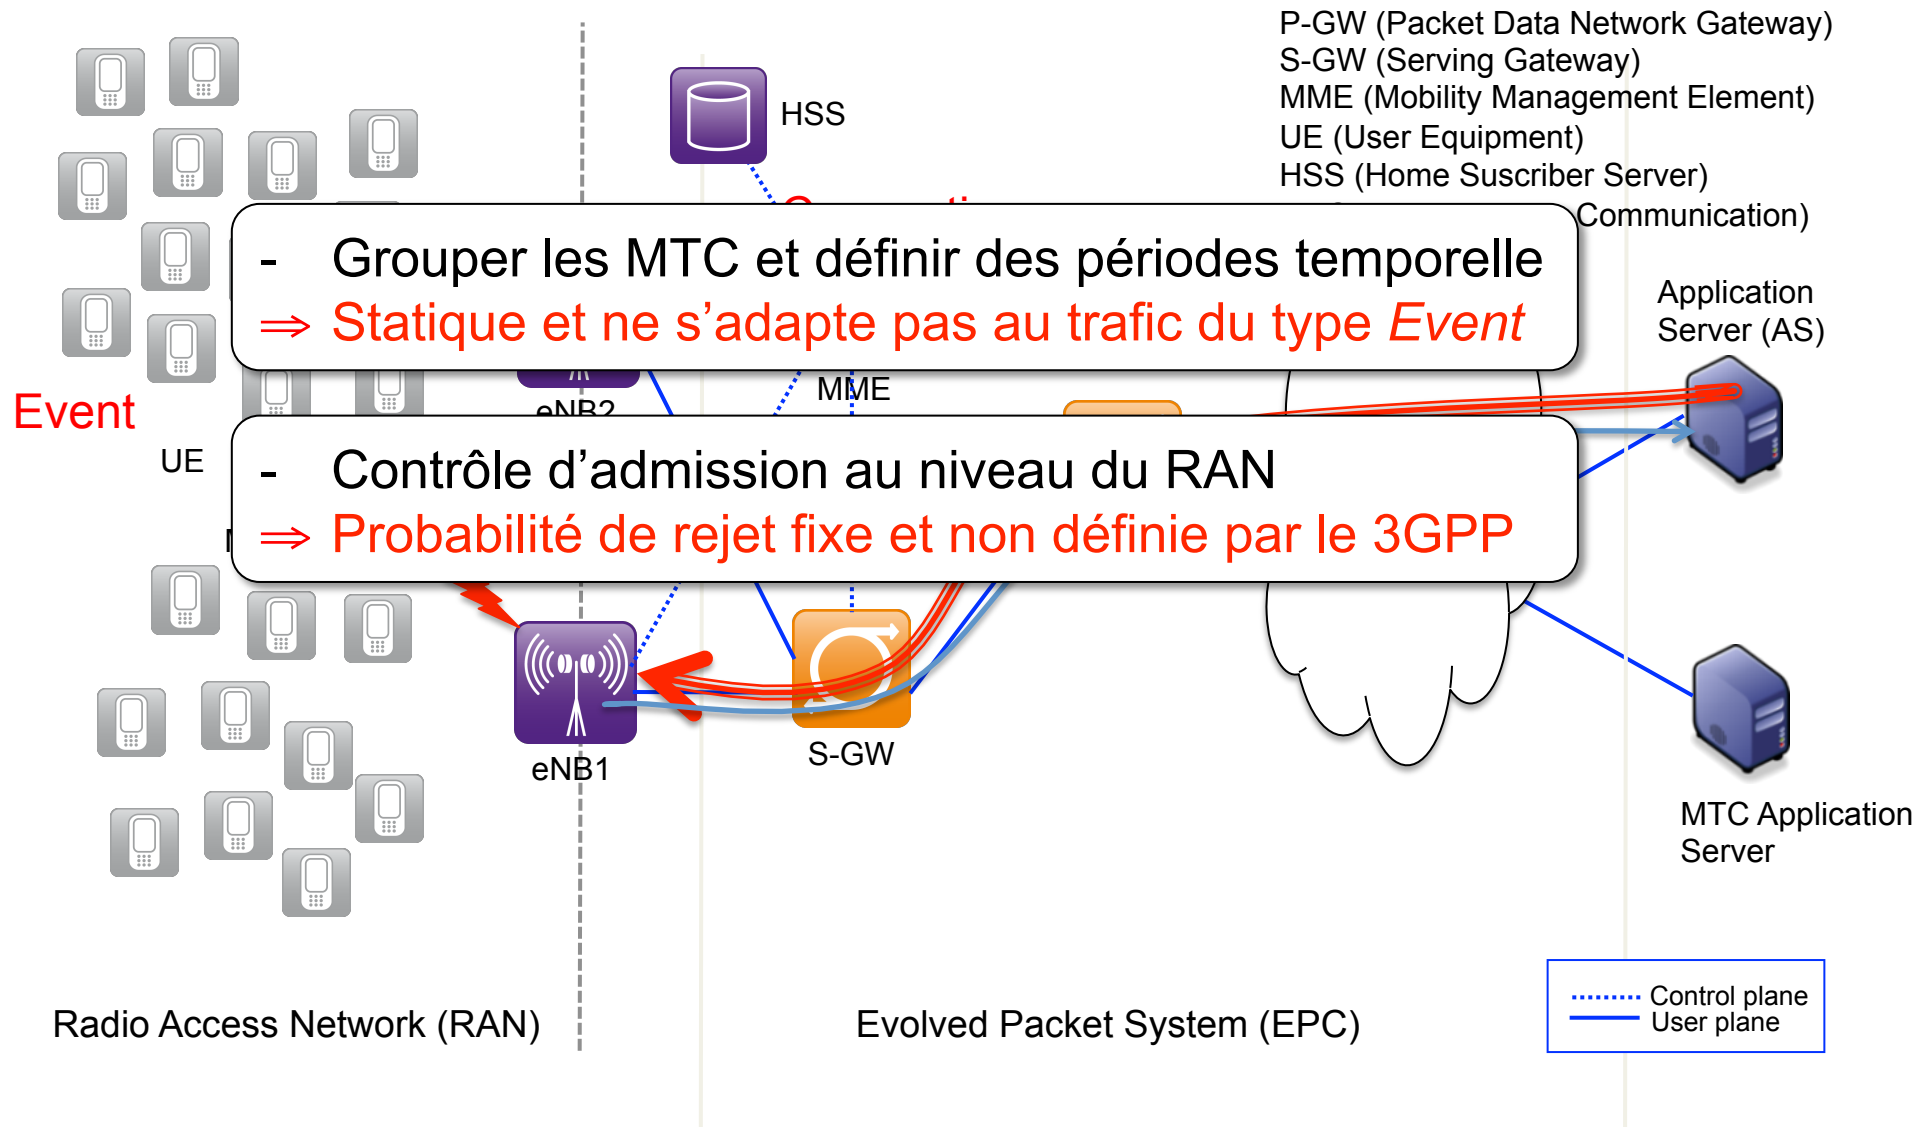 P-GW (Packet Data Network Gateway)
S-GW (Serving Gateway)
MME (Mobility Management Element)
UE (User Equipment)
HSS (Home Suscriber Server)
Communication)
HSS
- Grouper les MTC et définir des périodes temporelle
⇒ Statique et ne s’adapte pas au trafic du type Event
Application
Server (AS)
MME
eNB2
Event
UE
- Contrôle d’admission au niveau du RAN
⇒ Probabilité de rejet fixe et non définie par le 3GPP
eNB1
S-GW
MTC Application
Server
Radio Access Network (RAN)
Evolved Packet System (EPC)
Control plane
User plane